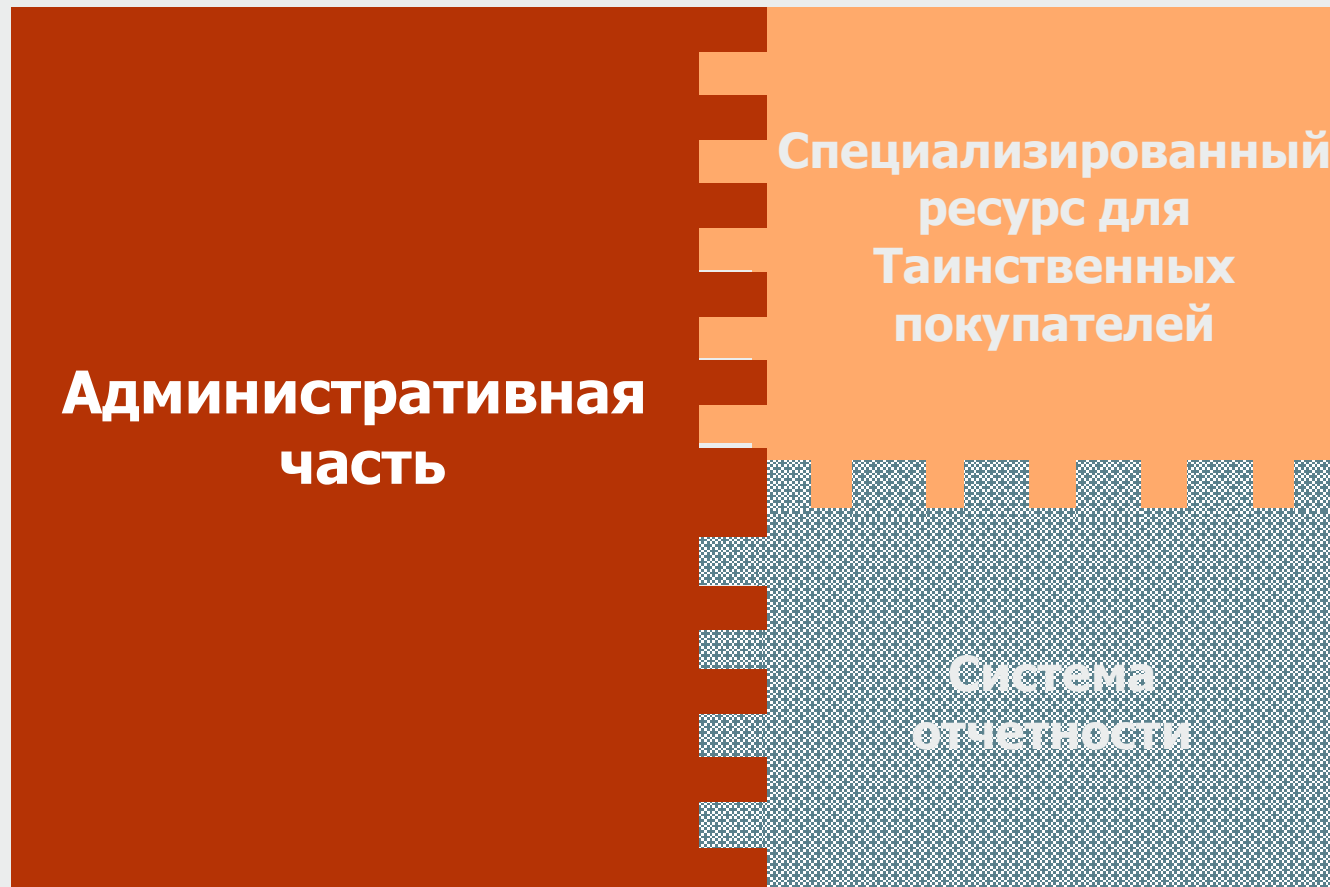 Административная
часть
Специализированный
ресурс для
Таинственных
покупателей
Система
отчетности